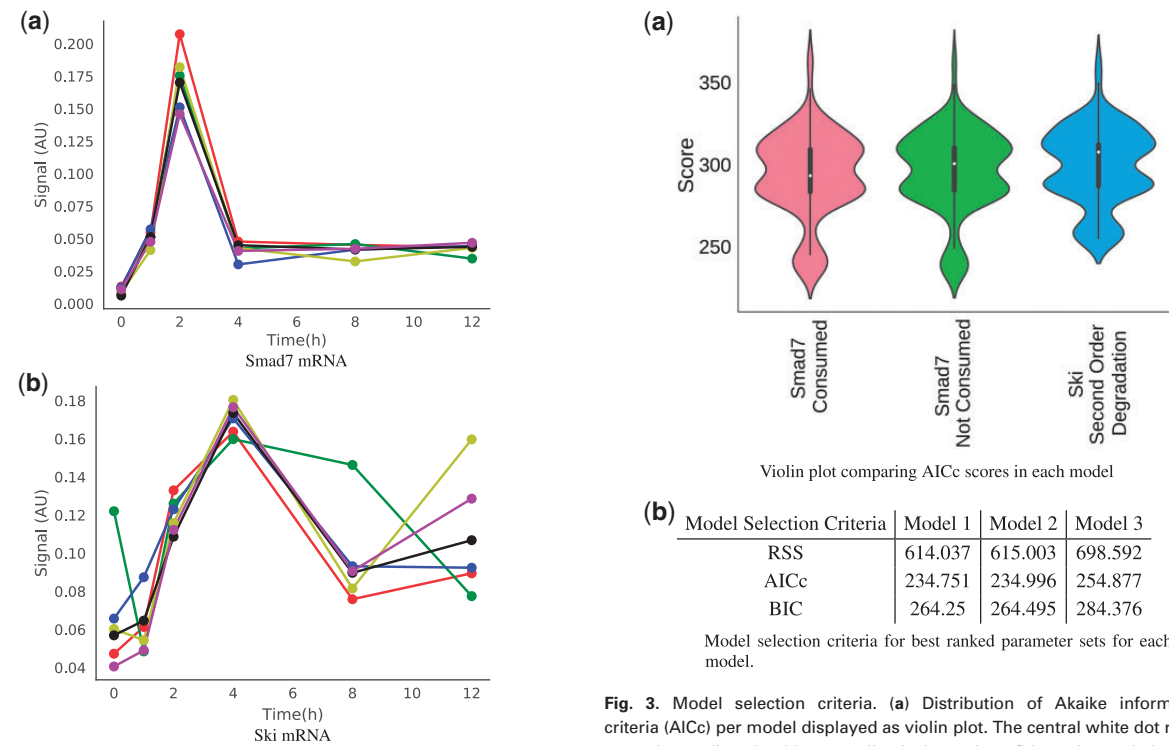 (a)
0.200
0.175
0.150
0.125
0.100
0.075
0.050
0.025
0.000
Signal (AU)
0 2 4 6 8 10 12
Time(h)
Smad7 mRNA
(b)
0.18
0.16
0.14
0.12
0.10
0.08
0.06
0.04
Signal (AU)
0 2 4 6 8 10 12
Time(h)
Ski mRNA
(a)
350
300
250
Score
Smad7
Consumed
Smad7
Not Consumed
Ski
Second Order
Degradation
Violin plot comparing AICc scores in each model
(b)
Model Selection Criteria Model 1 Model 2 Model 3
RSS 614.037 615.003 698.592
AICc 234.751 234.996 254.877
BIC 264.25 264.495 284.376
Model selection criteria for best ranked parameter sets for each
model.
Fig. 3. Model selection criteria. (a) Distribution of Akaike inform
criteria (AICc) per model displayed as violin plot. The central white dot r